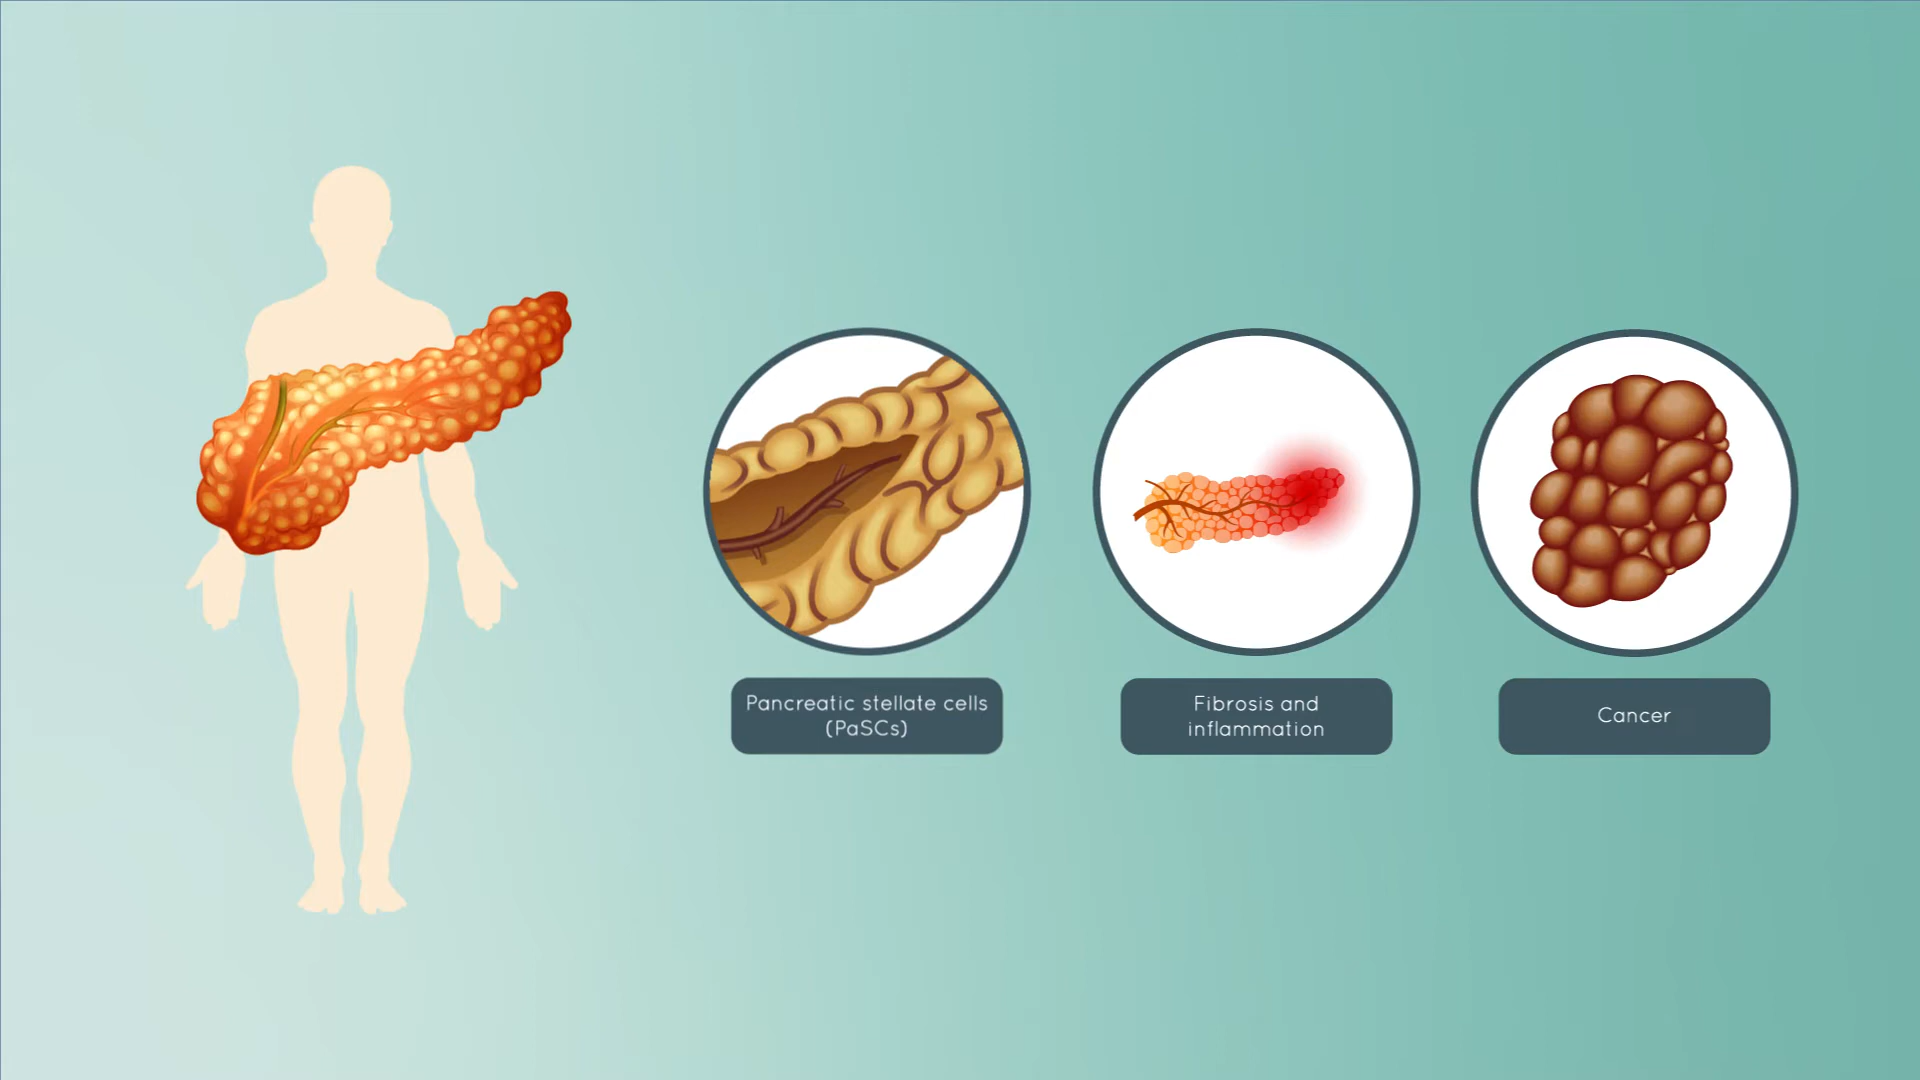 Pancreatic stellate cells
(PaSCs)
Fibrosis and
inflammation
Cancer